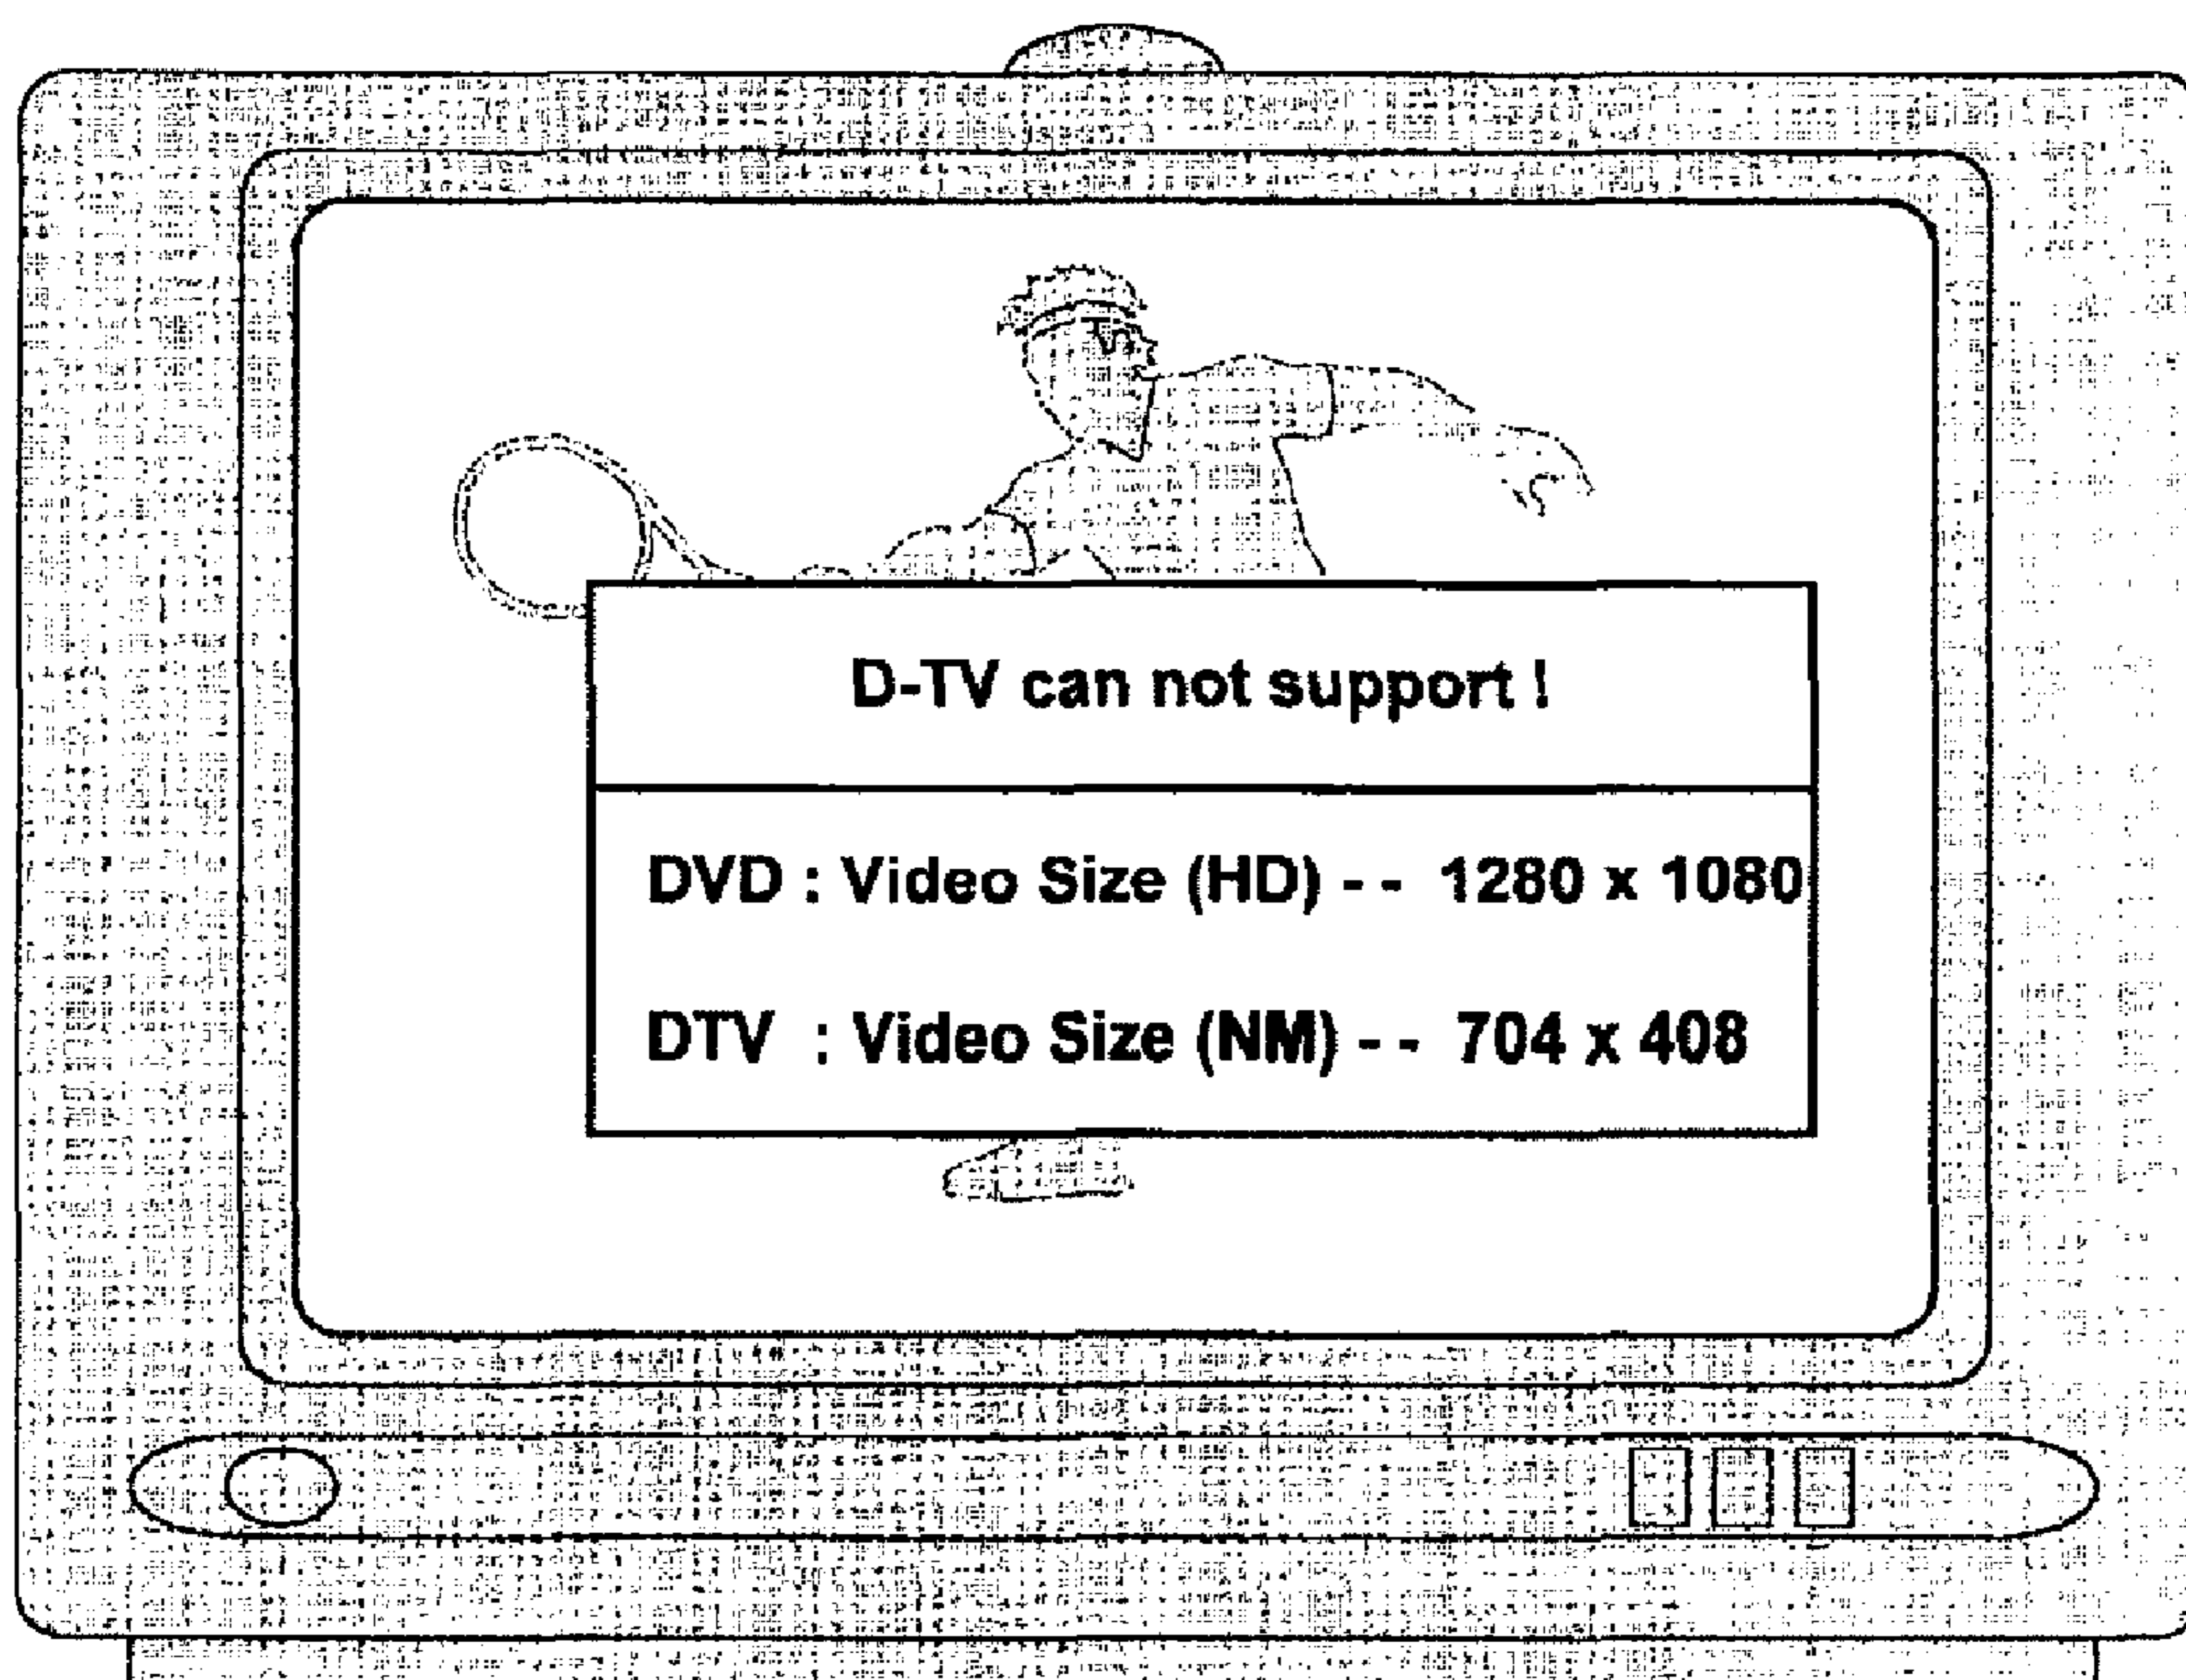 D-TV can not support !
DVD : Video Size (HD) - - 1280 x 1080
DTV : Video Size (NM) - - 704 x 408